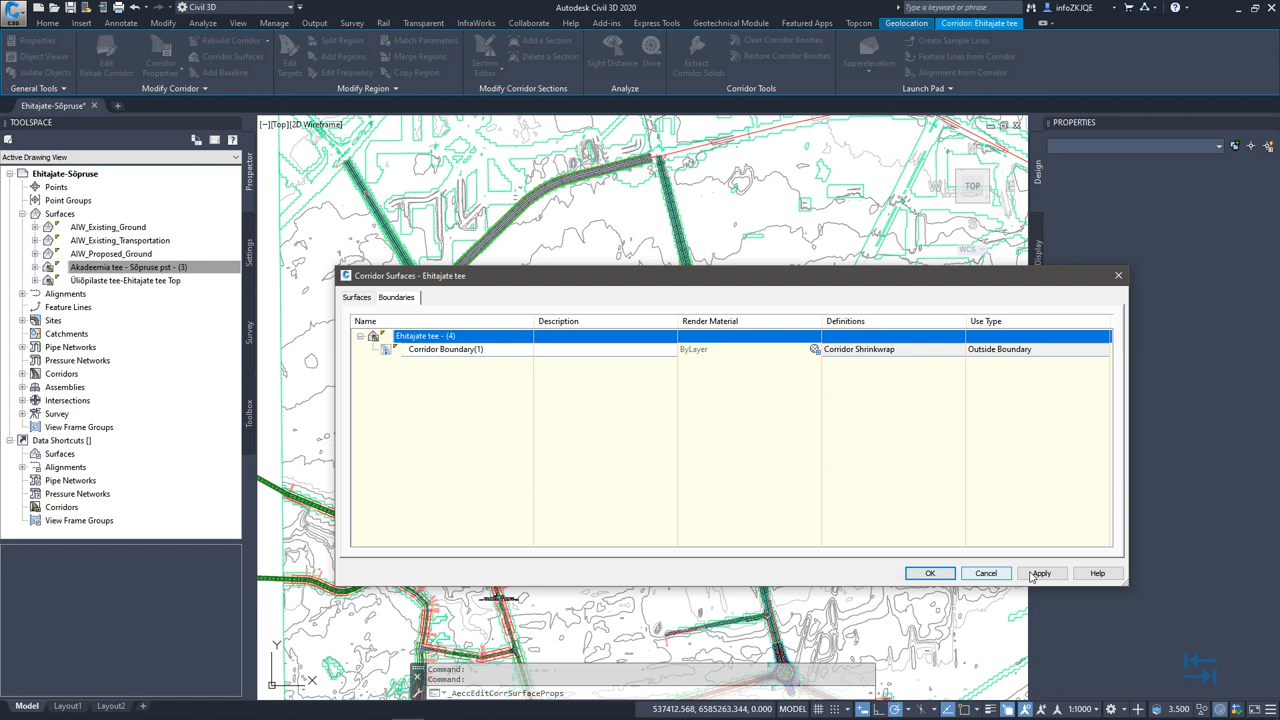 C3D
Civil 3D
Autodesk Civil 3D 2020
Type a keyword or phrase
infoZKJQE
Home
Insert
Annotate
Modify
Analyze
View
Manage
Output
Survey
Rail
Transparent
InfraWorks
Collaborate
Help
Add-ins
Express Tools
Geotechnical Module
Featured Apps
Topcon
Geolocation
Corridor: Ehitajate tee
Properties
Object Viewer
Isolate Objects
General Tools
Edit
Rehab Corridor
Corridor
Properties
Rebuild Corridor
Corridor Surfaces
Add Baseline
Modify Corridor
Edit
Targets
Split Region
Add Regions
Edit Frequency
Match Parameters
Merge Regions
Copy Region
Modify Region
Section
Editor
Add a Section
Delete a Section
Modify Corridor Sections
Sight Distance
Drive
Analyze
Extract
Corridor Solids
Clear Corridor Bowties
Restore Corridor Bowties
Corridor Tools
Superelevation
Create Sample Lines
Feature Lines from Corridor
Alignment from Corridor
Launch Pad
Ehitajate-Sõpruse*
TOOLSPACE
Active Drawing View
Ehitajate-Sõpruse
Points
Point Groups
Surfaces
AIW_Existing_Ground
AIW_Existing_Transportation
AIW_Proposed_Ground
Akadeemia tee - Sõpruse pst - (3)
Üliõpilaste tee-Ehitajate tee Top
Alignments
Feature Lines
Sites
Catchments
Pipe Networks
Pressure Networks
Corridors
Assemblies
Intersections
Survey
View Frame Groups
Data Shortcuts []
Surfaces
Alignments
Pipe Networks
Pressure Networks
Corridors
View Frame Groups
Prospector
Settings
Survey
Toolbox
[−][Top][2D Wireframe]
TOP
WCS
PROPERTIES
Design
Display
Corridor Surfaces - Ehitajate tee
Surfaces
Boundaries
Name
Description
Render Material
Definitions
Use Type
Ehitajate tee - (4)
Corridor Boundary(1)
ByLayer
Corridor Shrinkwrap
Outside Boundary
OK
Cancel
Apply
Help
Y
X
Command:
Command:
_AeccEditCorrSurfaceProps
Model
Layout1
Layout2
537412.568, 6585263.344, 0.000
MODEL
1:1000
3.500